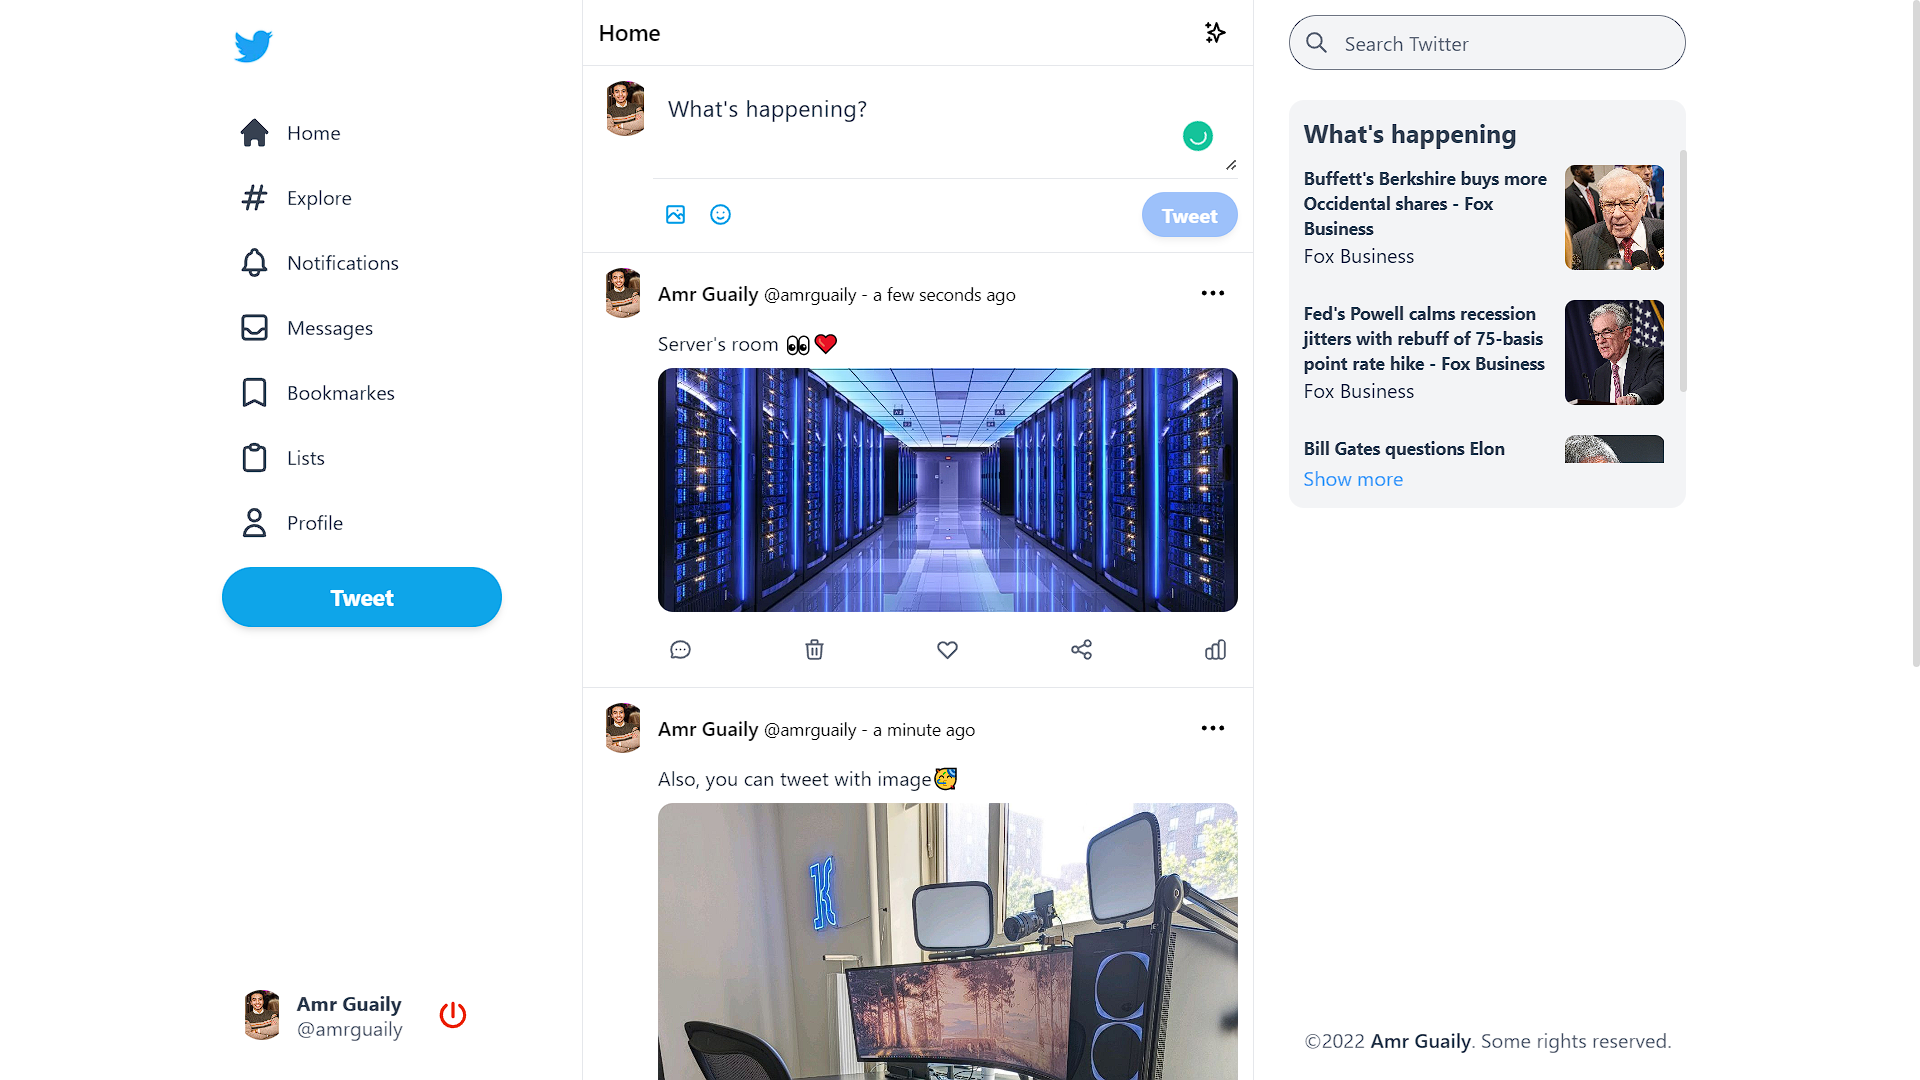 Home
Explore
Notifications
Messages
Bookmarkes
Lists
Profile
Tweet
Amr Guaily
@amrguaily
Home
What's happening?
Tweet
Amr Guaily @amrguaily - a few seconds ago
Server's room 👀❤️
Amr Guaily @amrguaily - a minute ago
Also, you can tweet with image🥳
Search Twitter
What's happening
Buffett's Berkshire buys more
Occidental shares - Fox
Business
Fox Business
Fed's Powell calms recession
jitters with rebuff of 75-basis
point rate hike - Fox Business
Fox Business
Bill Gates questions Elon
Show more
©2022 Amr Guaily. Some rights reserved.